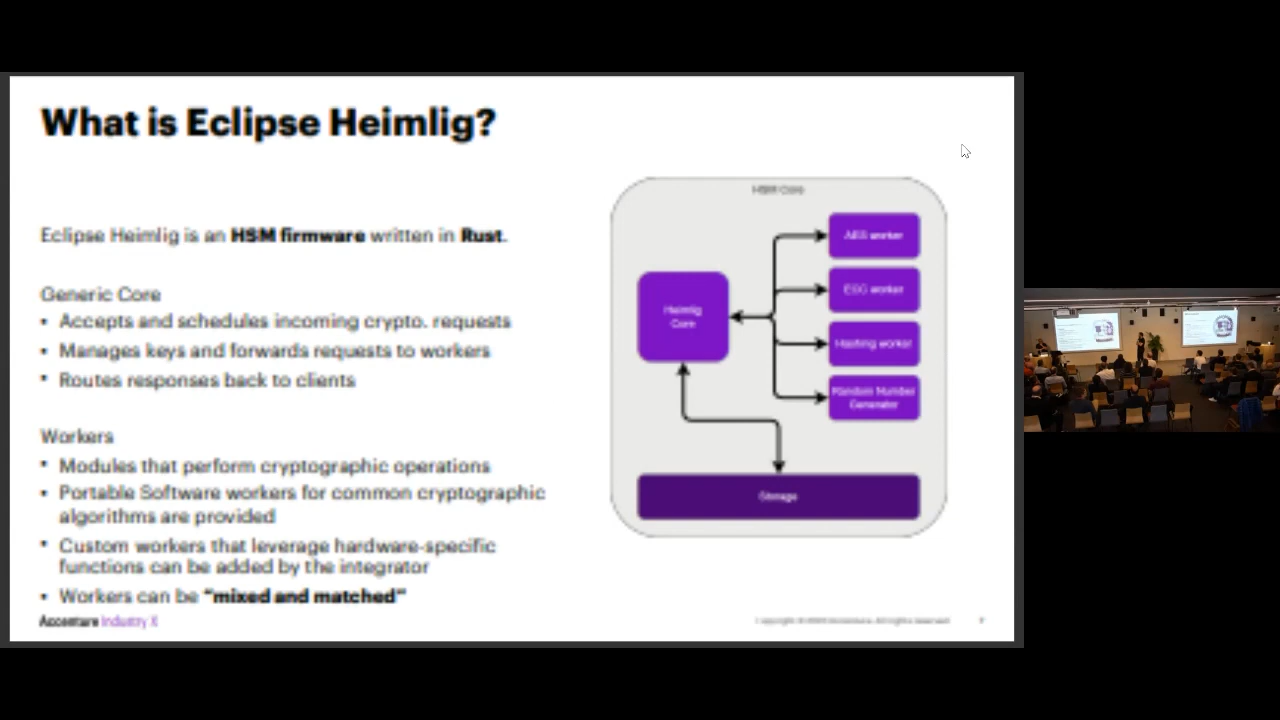 What is Eclipse Heimlig?
Eclipse Heimlig is an HSM firmware written in Rust.
Generic Core
• Accepts and schedules incoming crypto. requests
• Manages keys and forwards requests to workers
• Routes responses back to clients
Workers
• Modules that perform cryptographic operations
• Portable Software workers for common cryptographic
algorithms are provided
• Custom workers that leverage hardware-specific
functions can be added by the integrator
• Workers can be "mixed and matched"
HSM Core
Heimlig
Core
AES worker
ECC worker
Hashing worker
Random Number
Generator
Storage
Accenture Industry X
Accenture. All rights reserved.